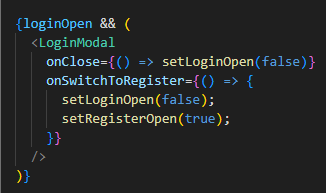 {loginOpen && (
  <LoginModal
    onClose={() => setLoginOpen(false)}
    onSwitchToRegister={() => {
      setLoginOpen(false);
      setRegisterOpen(true);
    }}
  />
)}